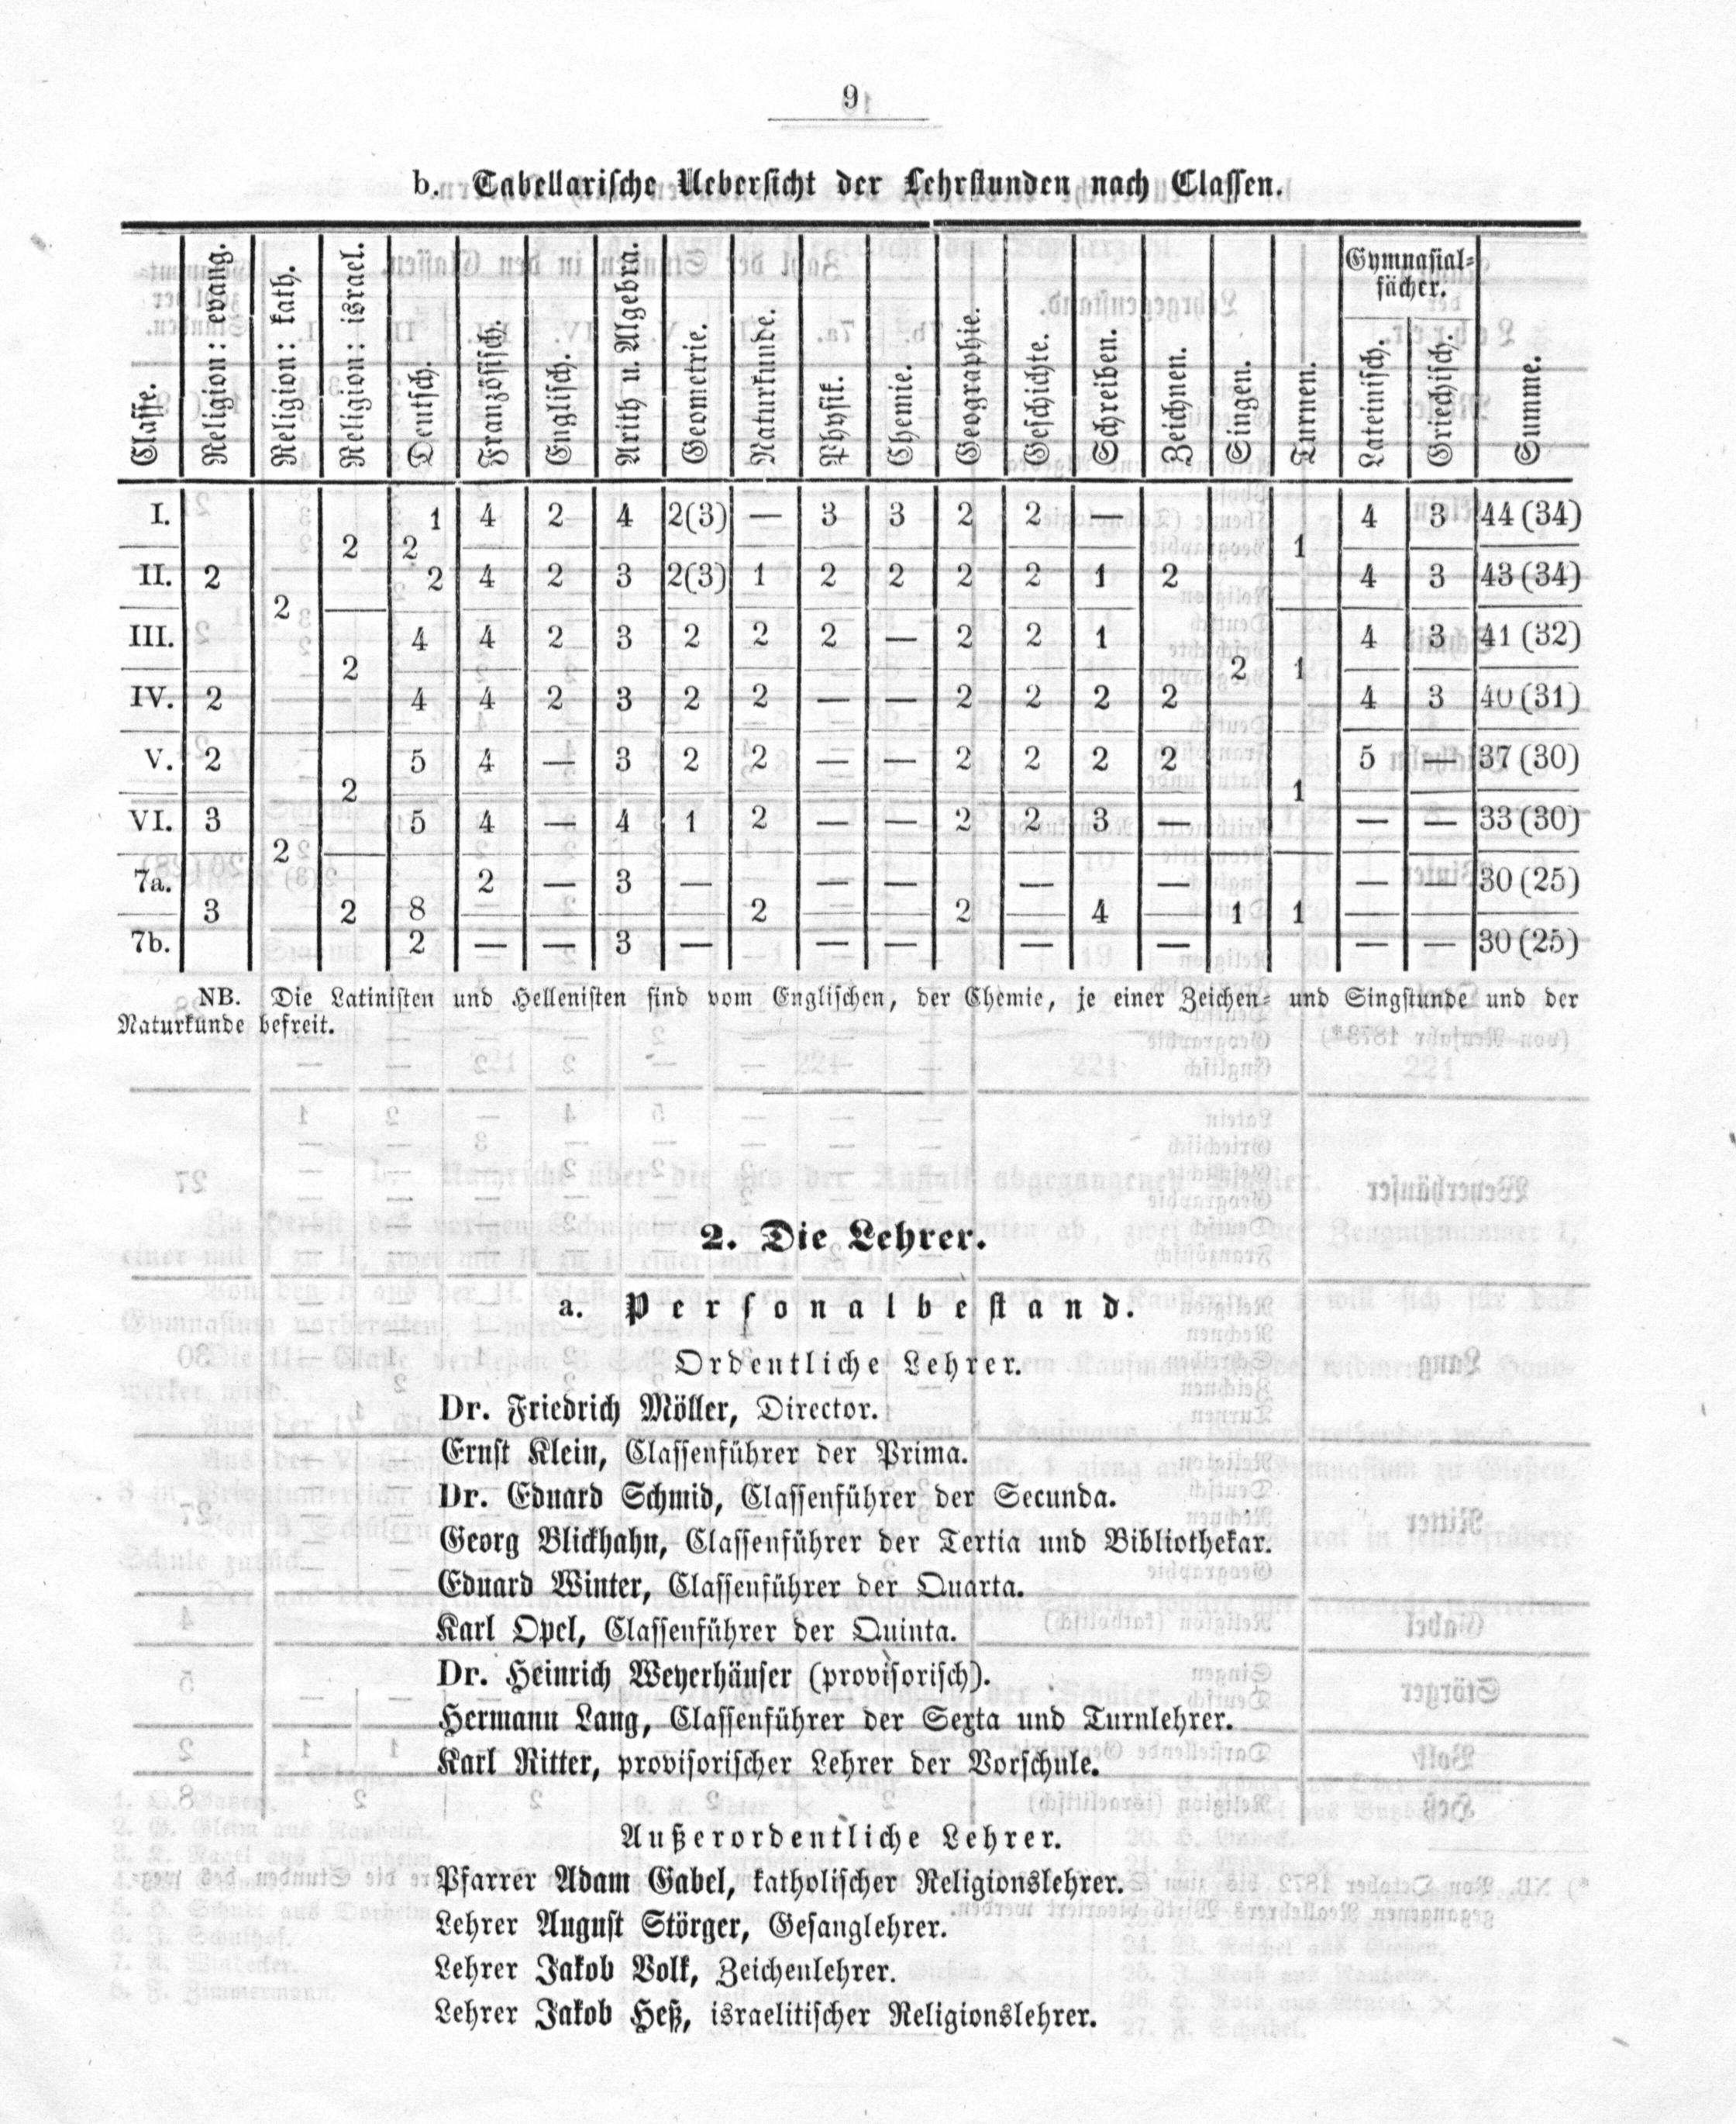 9
b. Tabellarische Uebersicht der Lehrstunden nach Classen.
Classe. Religion: evang. Religion: kath. Religion: israel. Deutsch. Französisch. Englisch. Arith u. Algebra. Geometrie. Naturkunde. Physik. Chemie. Geographie. Geschichte. Schreiben. Zeichnen. Singen. Turnen. Gymnasial=fächer. Lateinisch. Griechisch. Summe.
I. 1 4 2 4 2(3) — 3 3 2 2 — 4 3 44 (34)
2 2 1
II. 2 2 4 2 3 2(3) 1 2 2 2 2 1 2 4 3 43 (34)
2
III. 4 4 2 3 2 2 2 — 2 2 1 4 3 41 (32)
2 2 1
IV. 2 4 4 2 3 2 2 — — 2 2 2 2 4 3 40 (31)
V. 2 5 4 — 3 2 2 — — 2 2 2 2 5 — 37 (30)
2 1
VI. 3 5 4 — 4 1 2 — — 2 2 3 — — — 33 (30)
2
7a. 2 — 3 — — — — — — — 30 (25)
3 2 8 2 2 4 1 1
7b. 2 — — 3 — — — — — — — 30 (25)
NB. Die Latinisten und Hellenisten sind vom Englischen, der Chemie, je einer Zeichen= und Singstunde und der
Naturkunde befreit.
2. Die Lehrer.
a. Personalbestand.
Ordentliche Lehrer.
Dr. Friedrich Möller, Director.
Ernst Klein, Classenführer der Prima.
Dr. Eduard Schmid, Classenführer der Secunda.
Georg Blickhahn, Classenführer der Tertia und Bibliothekar.
Eduard Winter, Classenführer der Quarta.
Karl Opel, Classenführer der Quinta.
Dr. Heinrich Weyerhäuser (provisorisch).
Hermann Lang, Classenführer der Sexta und Turnlehrer.
Karl Ritter, provisorischer Lehrer der Vorschule.
Außerordentliche Lehrer.
Pfarrer Adam Gabel, katholischer Religionslehrer.
Lehrer August Störger, Gesanglehrer.
Lehrer Jakob Volk, Zeichenlehrer.
Lehrer Jakob Heß, israelitischer Religionslehrer.